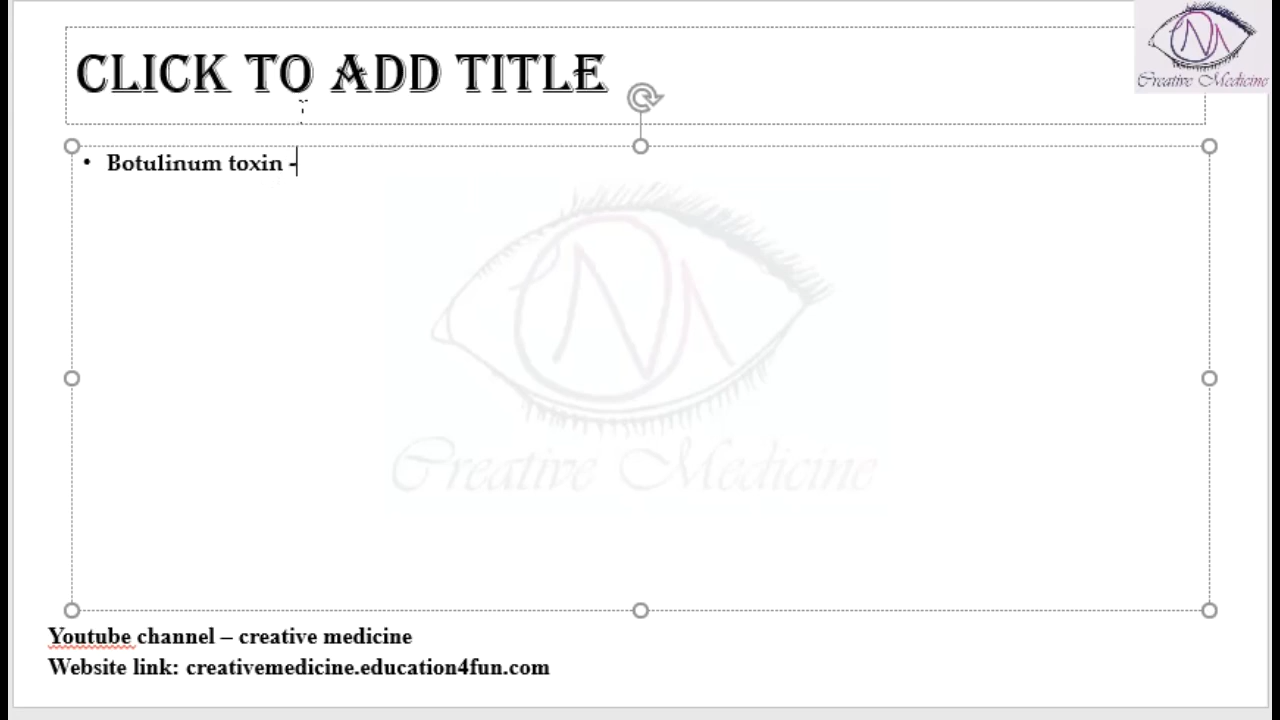 CLICK TO ADD TITLE
Creative Medicine
• Botulinum toxin -
Creative Medicine
Youtube channel – creative medicine
Website link: creativemedicine.education4fun.com